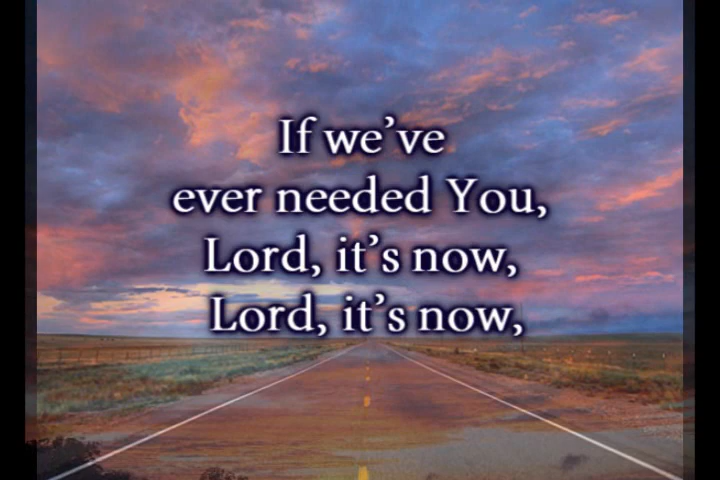 If we’ve
ever needed You,
Lord, it’s now,
Lord, it’s now,